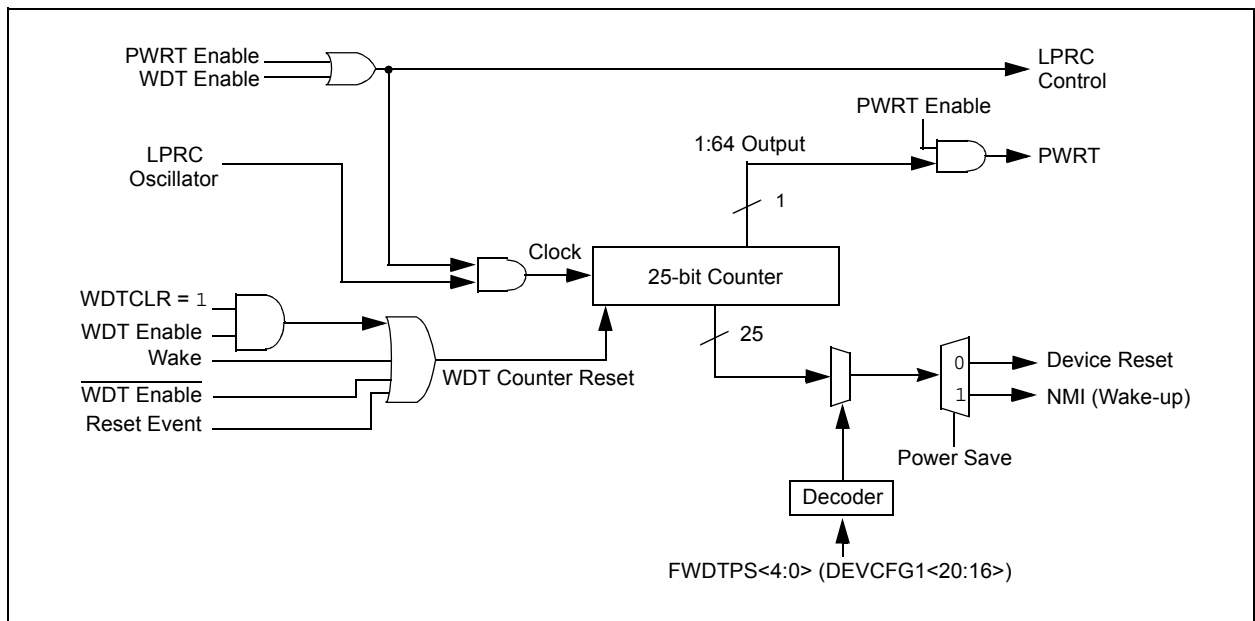 PWRT Enable
WDT Enable
LPRC
Control
PWRT Enable
1:64 Output
PWRT
LPRC
Oscillator
1
Clock
25-bit Counter
WDTCLR = 1
WDT Enable
Wake
WDT Enable
Reset Event
WDT Counter Reset
25
0
1
Device Reset
NMI (Wake-up)
Power Save
Decoder
FWDTPS<4:0> (DEVCFG1<20:16>)